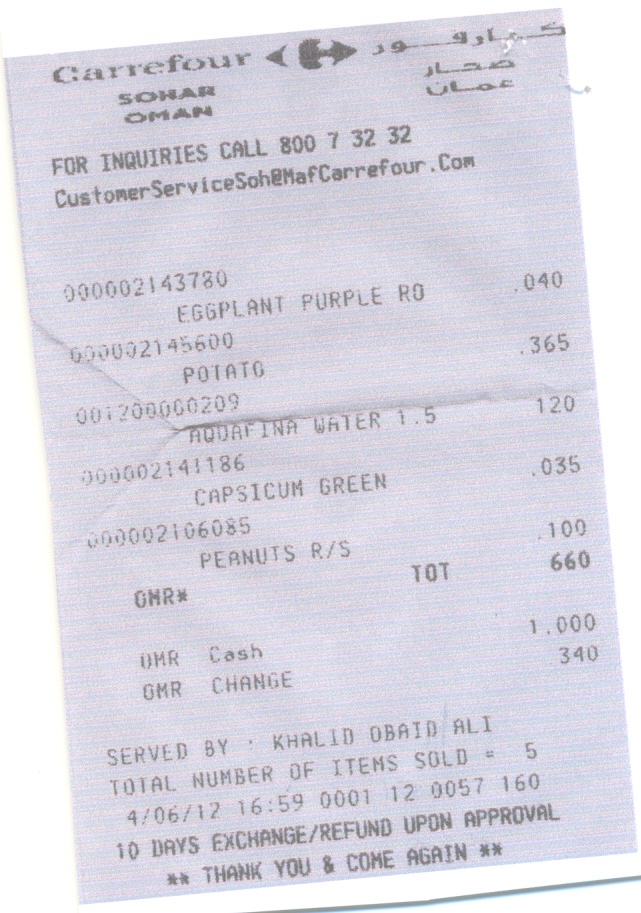 Carrefour كارفور
SOHAR صحار
OMAN عمان
FOR INQUIRIES CALL 800 7 32 32
CustomerServiceSoh@MafCarrefour.Com
000002143780
EGGPLANT PURPLE RO .040
000002145600
POTATO .365
001200000209
AQUAFINA WATER 1.5 120
000002141186
CAPSICUM GREEN .035
000002106085
PEANUTS R/S .100
OMR* TOT 660
OMR Cash 1.000
OMR CHANGE 340
SERVED BY : KHALID OBAID ALI
TOTAL NUMBER OF ITEMS SOLD = 5
4/06/12 16:59 0001 12 0057 160
10 DAYS EXCHANGE/REFUND UPON APPROVAL
** THANK YOU & COME AGAIN **